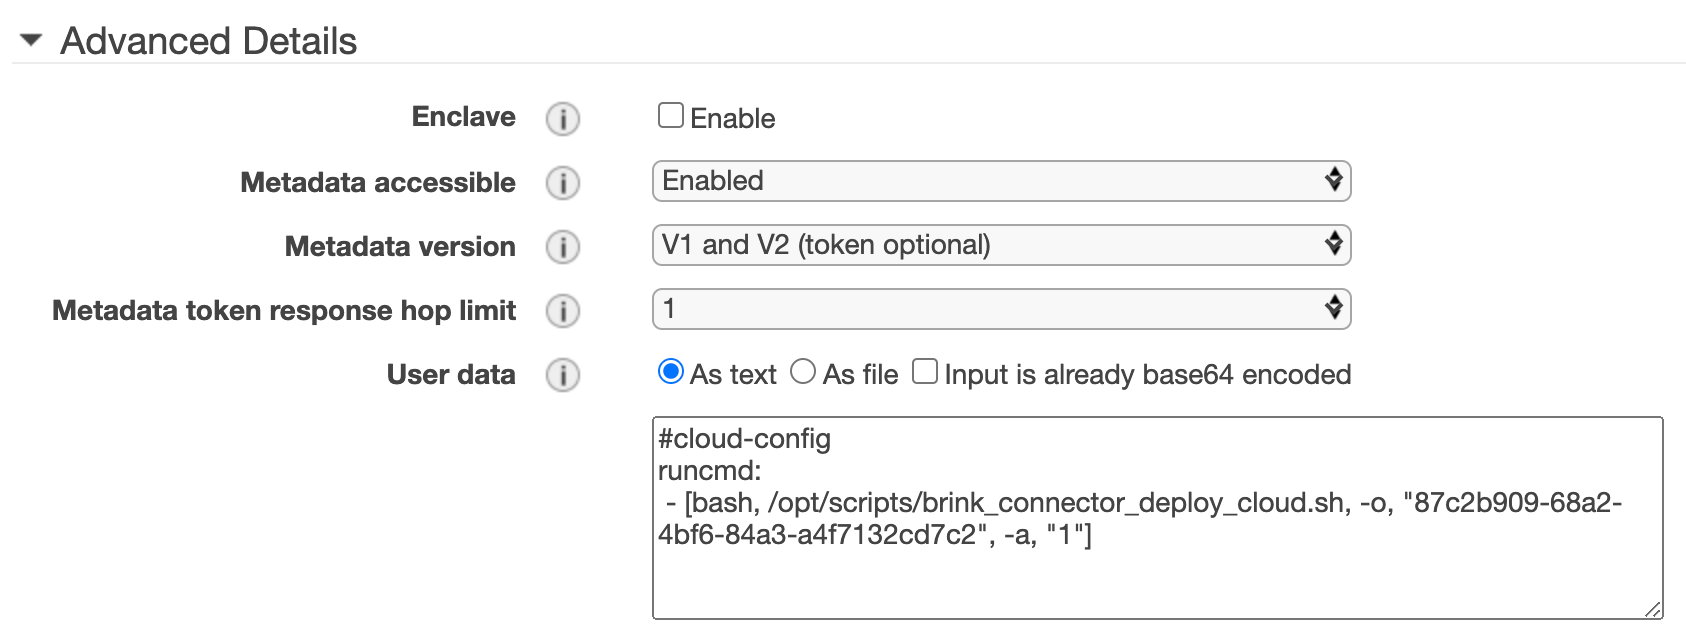 Advanced Details
Enclave Enable
Metadata accessible Enabled
Metadata version V1 and V2 (token optional)
Metadata token response hop limit 1
User data As text As file Input is already base64 encoded
#cloud-config
runcmd:
 - [bash, /opt/scripts/brink_connector_deploy_cloud.sh, -o, "87c2b909-68a2-
4bf6-84a3-a4f7132cd7c2", -a, "1"]